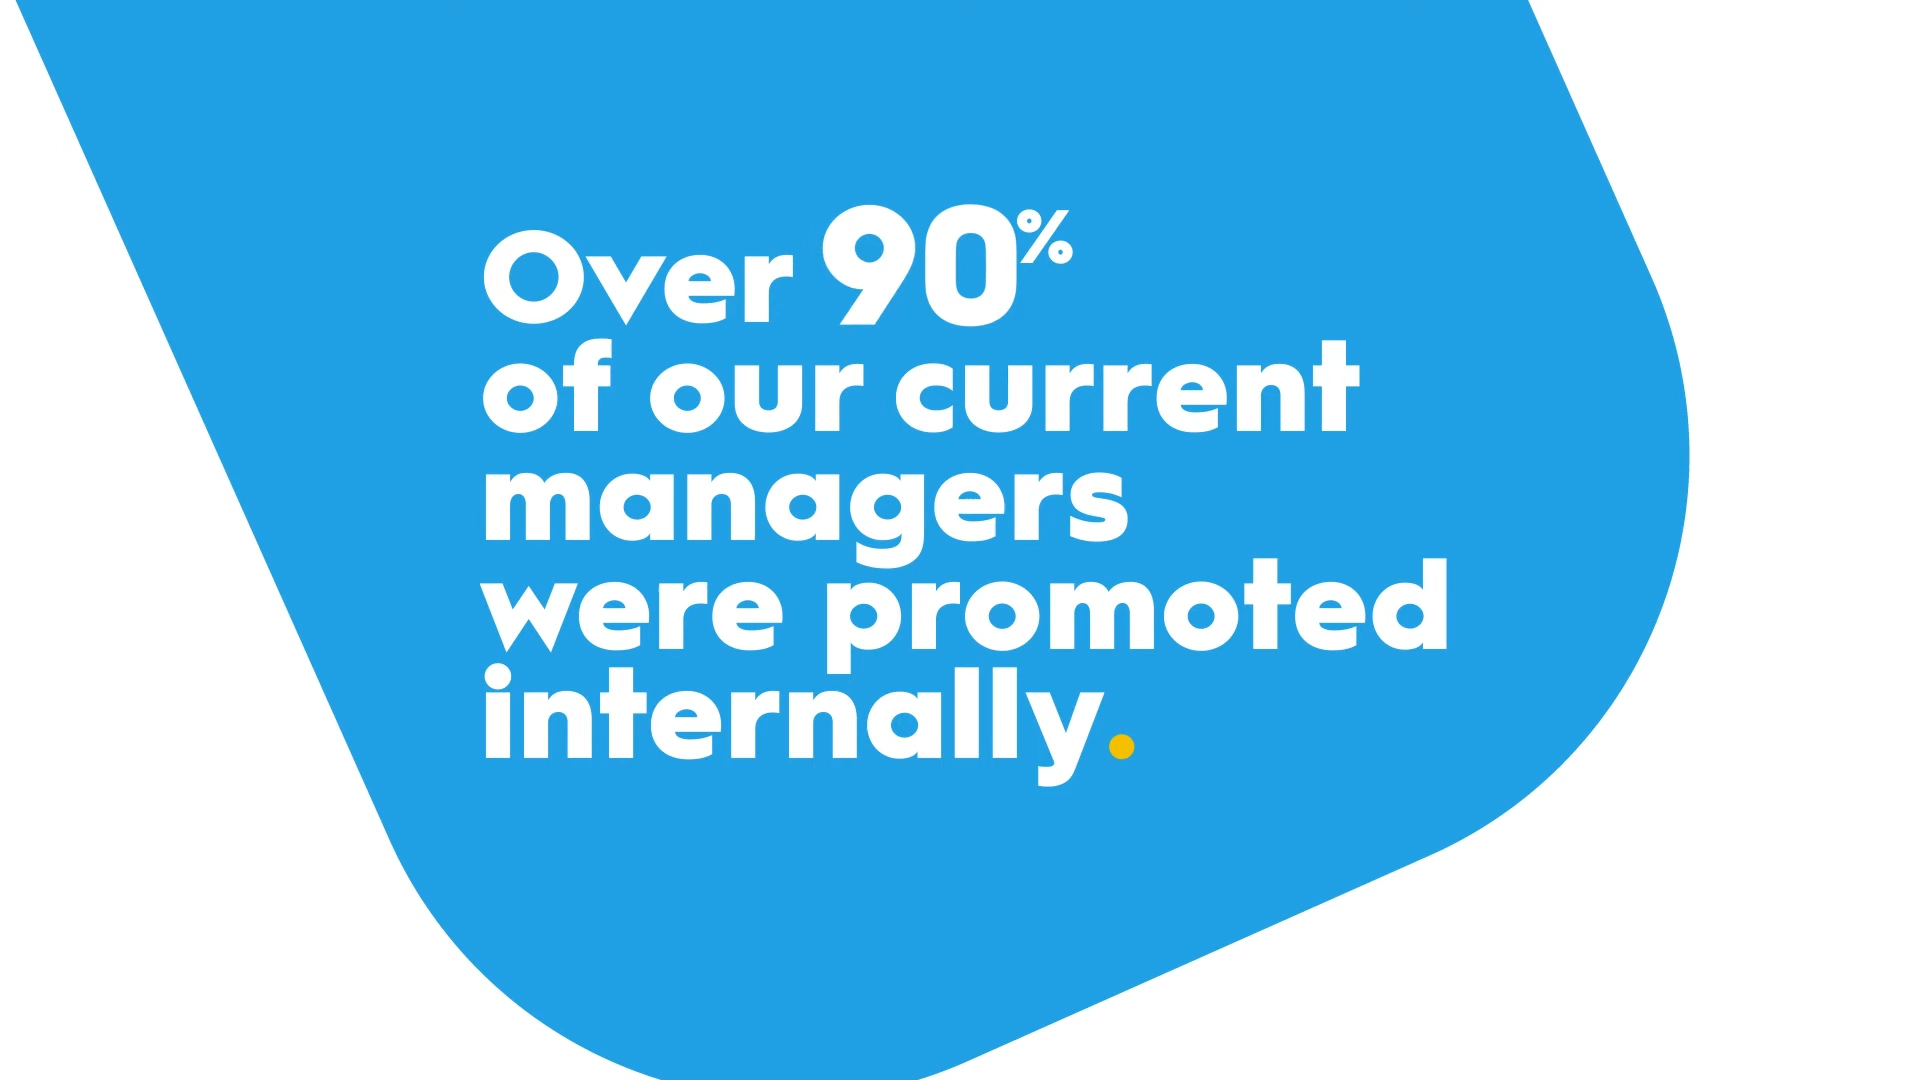 Over 90%
of our current
managers
were promoted
internally.